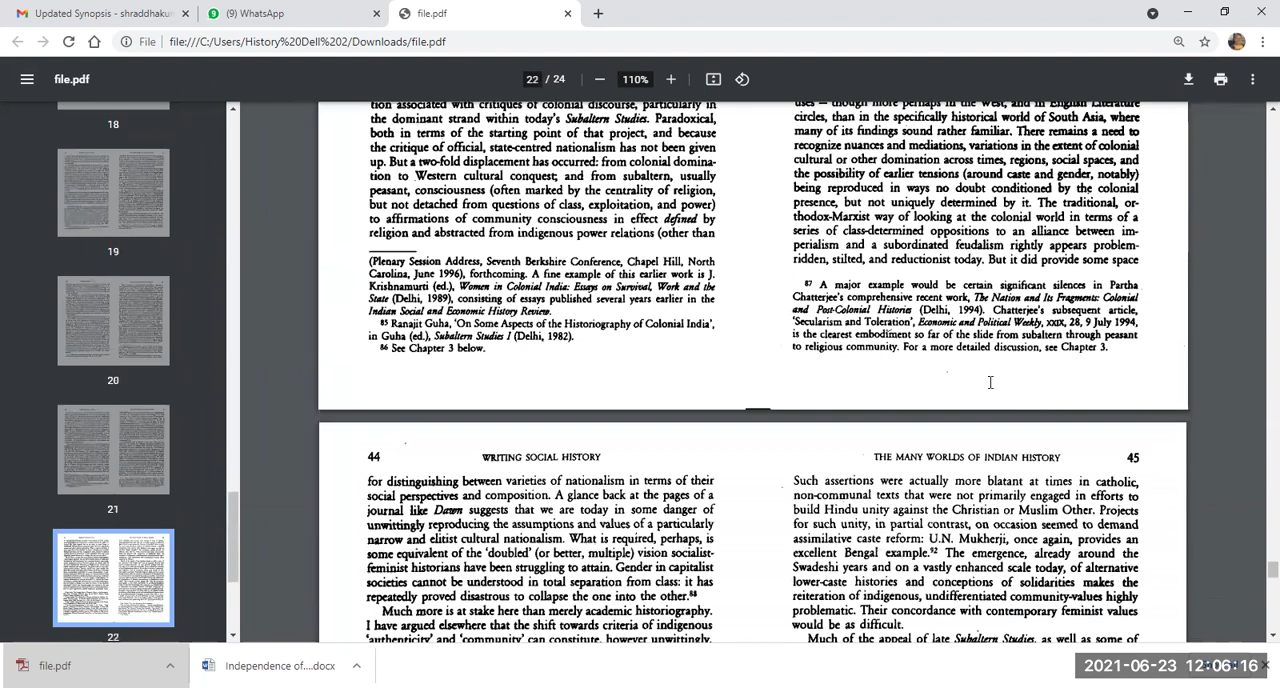 Updated Synopsis - shraddhakur
(9) WhatsApp
file.pdf
File
file:///C:/Users/History%20Dell%202/Downloads/file.pdf
file.pdf
22 / 24
110%
18
19
20
21
22
tion associated with critiques of colonial discourse, particularly in
the dominant strand within today's Subaltern Studies. Paradoxical,
both in terms of the starting point of that project, and because
the critique of official, state-centred nationalism has not been given
up. But a two-fold displacement has occurred: from colonial domina-
tion to Western cultural conquest; and from subaltern, usually
peasant, consciousness (often marked by the centrality of religion,
but not detached from questions of class, exploitation, and power)
to affirmations of community consciousness in effect defined by
religion and abstracted from indigenous power relations (other than
(Plenary Session Address, Seventh Berkshire Conference, Chapel Hill, North
Carolina, June 1996), forthcoming. A fine example of this earlier work is J.
Krishnamurti (ed.), Women in Colonial India: Essays on Survival, Work and the
State (Delhi, 1989), consisting of essays published several years earlier in the
Indian Social and Economic History Review.
85 Ranajit Guha, 'On Some Aspects of the Historiography of Colonial India',
in Guha (ed.), Subaltern Studies I (Delhi, 1982).
86 See Chapter 3 below.
uses — though more perhaps in the West, and in English Literature
circles, than in the specifically historical world of South Asia, where
many of its findings sound rather familiar. There remains a need to
recognize nuances and mediations, variations in the extent of colonial
cultural or other domination across times, regions, social spaces, and
the possibility of earlier tensions (around caste and gender, notably)
being reproduced in ways no doubt conditioned by the colonial
presence, but not uniquely determined by it. The traditional, or-
thodox-Marxist way of looking at the colonial world in terms of a
series of class-determined oppositions to an alliance between im-
perialism and a subordinated feudalism rightly appears problem-
ridden, stilted, and reductionist today. But it did provide some space
87 A major example would be certain significant silences in Partha
Chatterjee's comprehensive recent work, The Nation and Its Fragments: Colonial
and Post-Colonial Histories (Delhi, 1994). Chatterjee's subsequent article,
'Secularism and Toleration', Economic and Political Weekly, XXIX, 28, 9 July 1994,
is the clearest embodiment so far of the slide from subaltern through peasant
to religious community. For a more detailed discussion, see Chapter 3.
44 WRITING SOCIAL HISTORY
for distinguishing between varieties of nationalism in terms of their
social perspectives and composition. A glance back at the pages of a
journal like Dawn suggests that we are today in some danger of
unwittingly reproducing the assumptions and values of a particularly
narrow and elitist cultural nationalism. What is required, perhaps, is
some equivalent of the 'doubled' (or better, multiple) vision socialist-
feminist historians have been struggling to attain. Gender in capitalist
societies cannot be understood in total separation from class: it has
repeatedly proved disastrous to collapse the one into the other.88
Much more is at stake here than merely academic historiography.
I have argued elsewhere that the shift towards criteria of indigenous
'authenticity' and 'community' can constitute, however unwittingly,
THE MANY WORLDS OF INDIAN HISTORY 45
Such assertions were actually more blatant at times in catholic,
non-communal texts that were not primarily engaged in efforts to
build Hindu unity against the Christian or Muslim Other. Projects
for such unity, in partial contrast, on occasion seemed to demand
assimilative caste reform: U.N. Mukherji, once again, provides an
excellent Bengal example.92 The emergence, already around the
Swadeshi years and on a vastly enhanced scale today, of alternative
lower-caste histories and conceptions of solidarities makes the
reiteration of indigenous, undifferentiated community-values highly
problematic. Their concordance with contemporary feminist values
would be as difficult.
Much of the appeal of late Subaltern Studies, as well as some of
file.pdf
Independence of....docx
2021-06-23 12:06:16